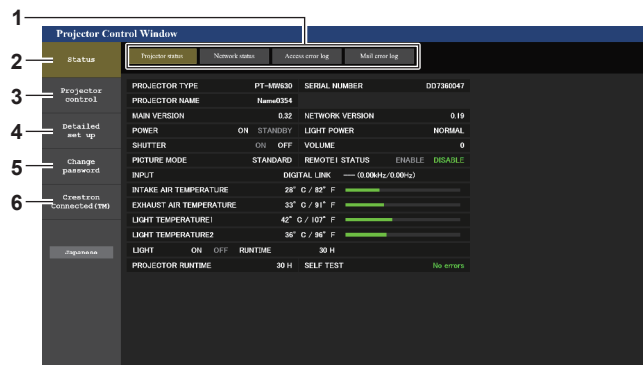 1
Projector Control Window
2
Status
Projector status Network status Access error log Mail error log
3
Projector
control
4
Detailed
set up
5
Change
password
6
Crestron
Connected(TM)
Japanese
PROJECTOR TYPE PT-MW630 SERIAL NUMBER DD7360047
PROJECTOR NAME Name0354
MAIN VERSION 0.32 NETWORK VERSION 0.19
POWER ON STANDBY LIGHT POWER NORMAL
SHUTTER ON OFF VOLUME 0
PICTURE MODE STANDARD REMOTE1 STATUS ENABLE DISABLE
INPUT DIGITAL LINK — (0.00kHz/0.00Hz)
INTAKE AIR TEMPERATURE 28° C / 82° F
EXHAUST AIR TEMPERATURE 33° C / 91° F
LIGHT TEMPERATURE1 42° C / 107° F
LIGHT TEMPERATURE2 36° C / 96° F
LIGHT ON OFF RUNTIME 30 H
PROJECTOR RUNTIME 30 H SELF TEST No errors